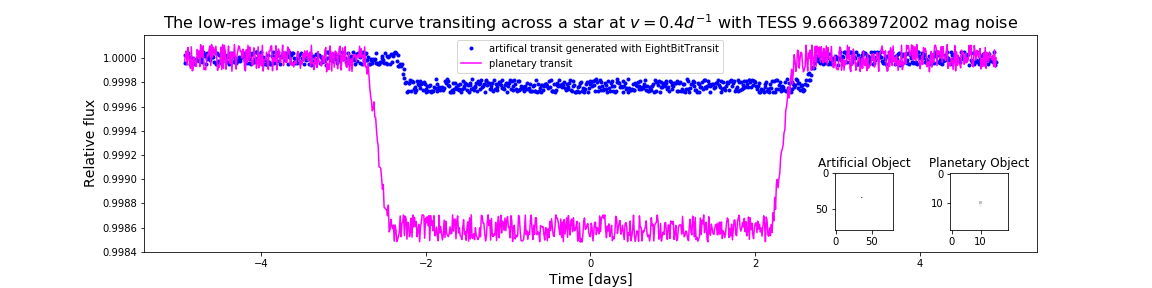 The low-res image's light curve transiting across a star at v = 0.4d⁻¹ with TESS 9.66638972002 mag noise
artifical transit generated with EightBitTransit
planetary transit
Relative flux
1.0000
0.9998
0.9996
0.9994
0.9992
0.9990
0.9988
0.9986
0.9984
Artificial Object
0
50
0 50
Planetary Object
0
10
0 10
−4 −2 0 2 4
Time [days]